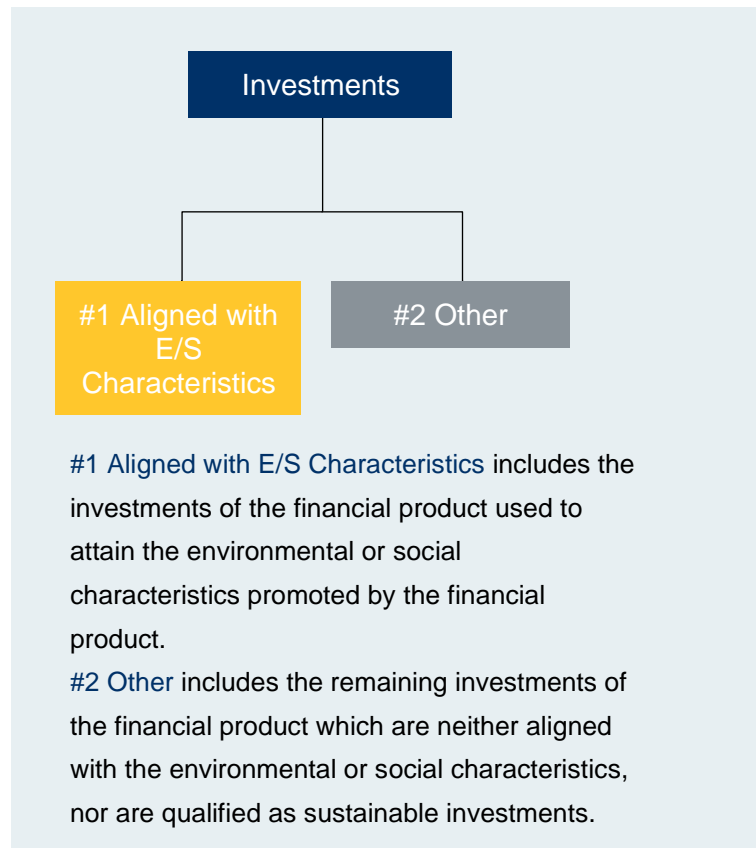 Investments
#1 Aligned with
E/S
Characteristics
#2 Other
#1 Aligned with E/S Characteristics includes the
investments of the financial product used to
attain the environmental or social
characteristics promoted by the financial
product.
#2 Other includes the remaining investments of
the financial product which are neither aligned
with the environmental or social characteristics,
nor are qualified as sustainable investments.